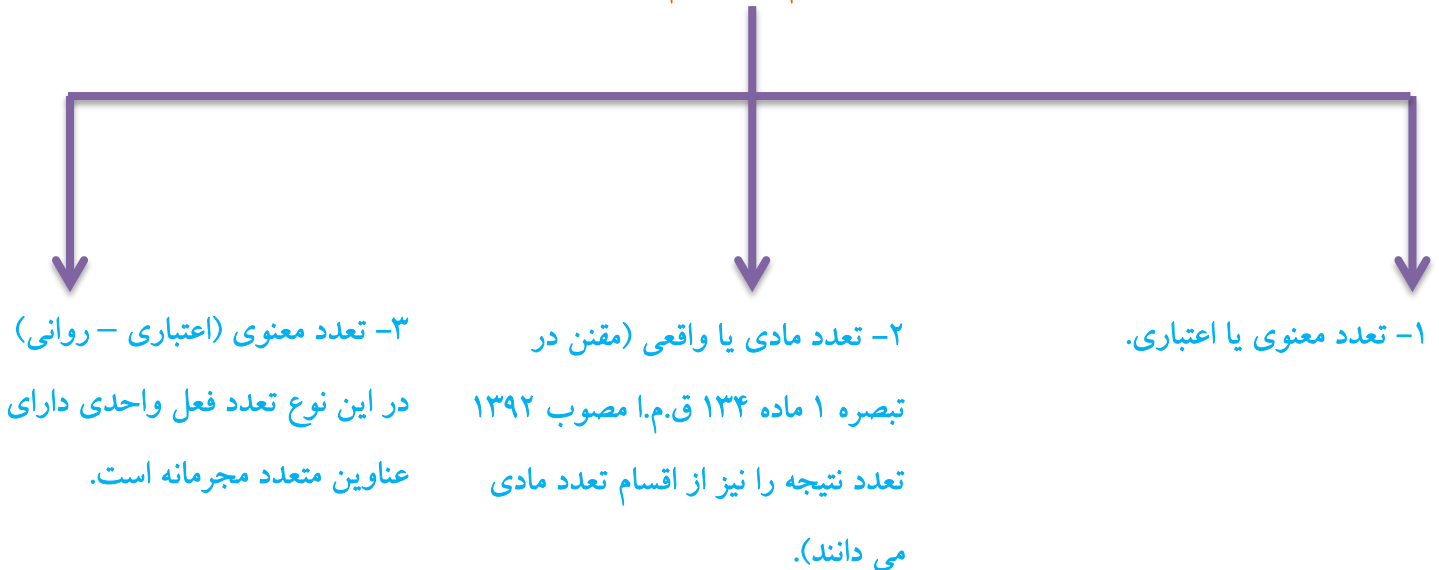 ۱- تعدد معنوی یا اعتباری.
۲- تعدد مادی یا واقعی (مقنن در
تبصره ۱ ماده ۱۳۴ ق.م.ا مصوب ۱۳۹۲
تعدد نتیجه را نیز از اقسام تعدد مادی
می دانند).
۳- تعدد معنوی (اعتباری – روانی)
در این نوع تعدد فعل واحدی دارای
عناوین متعدد مجرمانه است.